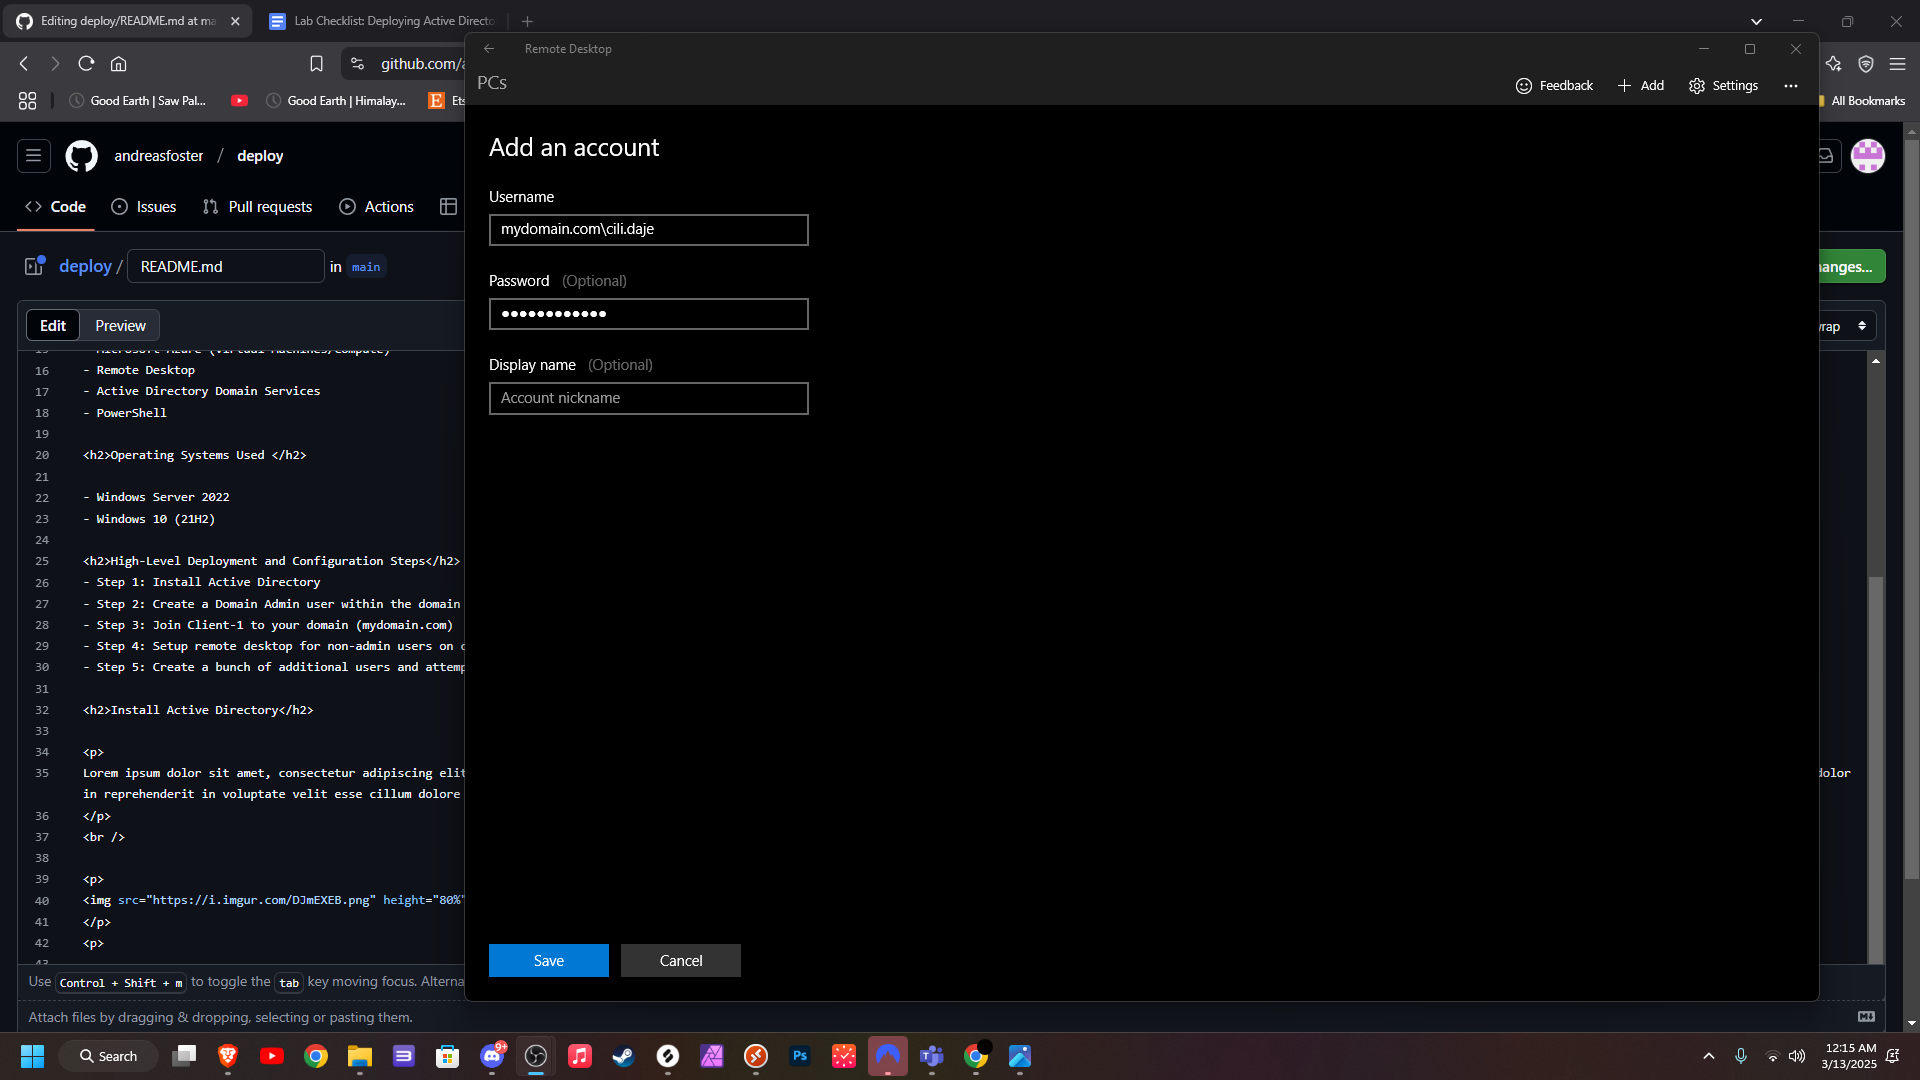 Editing deploy/README.md at ma
Lab Checklist: Deploying Active Directo
github.com/a
Good Earth | Saw Pal...
Good Earth | Himalay...
Ets
All Bookmarks
Remote Desktop
PCs
Feedback
Add
Settings
andreasfoster / deploy
Code
Issues
Pull requests
Actions
deploy / README.md in main
anges...
Edit
Preview
rap
16 - Remote Desktop
17 - Active Directory Domain Services
18 - PowerShell
19
20 <h2>Operating Systems Used </h2>
21
22 - Windows Server 2022
23 - Windows 10 (21H2)
24
25 <h2>High-Level Deployment and Configuration Steps</h2>
26 - Step 1: Install Active Directory
27 - Step 2: Create a Domain Admin user within the domain
28 - Step 3: Join Client-1 to your domain (mydomain.com)
29 - Step 4: Setup remote desktop for non-admin users on c
30 - Step 5: Create a bunch of additional users and attemp
31
32 <h2>Install Active Directory</h2>
33
34 <p>
35 Lorem ipsum dolor sit amet, consectetur adipiscing elit
dolor
in reprehenderit in voluptate velit esse cillum dolore
36 </p>
37 <br />
38
39 <p>
40 <img src="https://i.imgur.com/DJmEXEB.png" height="80%"
41 </p>
42 <p>
Use Control + Shift + m to toggle the tab key moving focus. Alterna
Attach files by dragging & dropping, selecting or pasting them.
Add an account
Username
mydomain.com\cili.daje
Password (Optional)
●●●●●●●●●●●●
Display name (Optional)
Account nickname
Save
Cancel
Search
9+
Ps
12:15 AM
3/13/2025